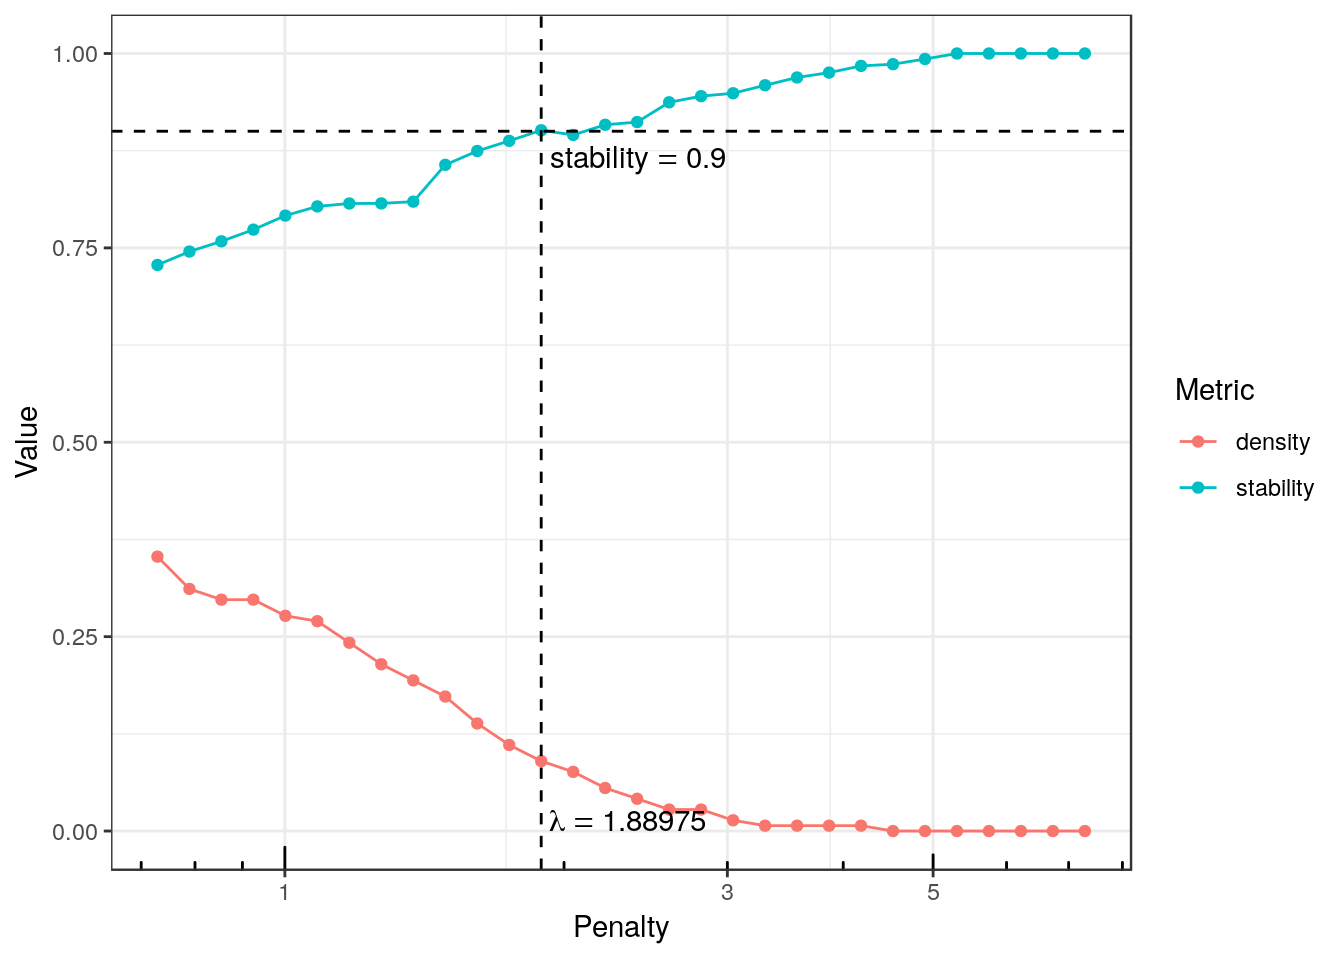 1.00
stability = 0.9
0.75
0.50
0.25
0.00
λ = 1.88975
1 3 5
Penalty
Value
Metric
density
stability